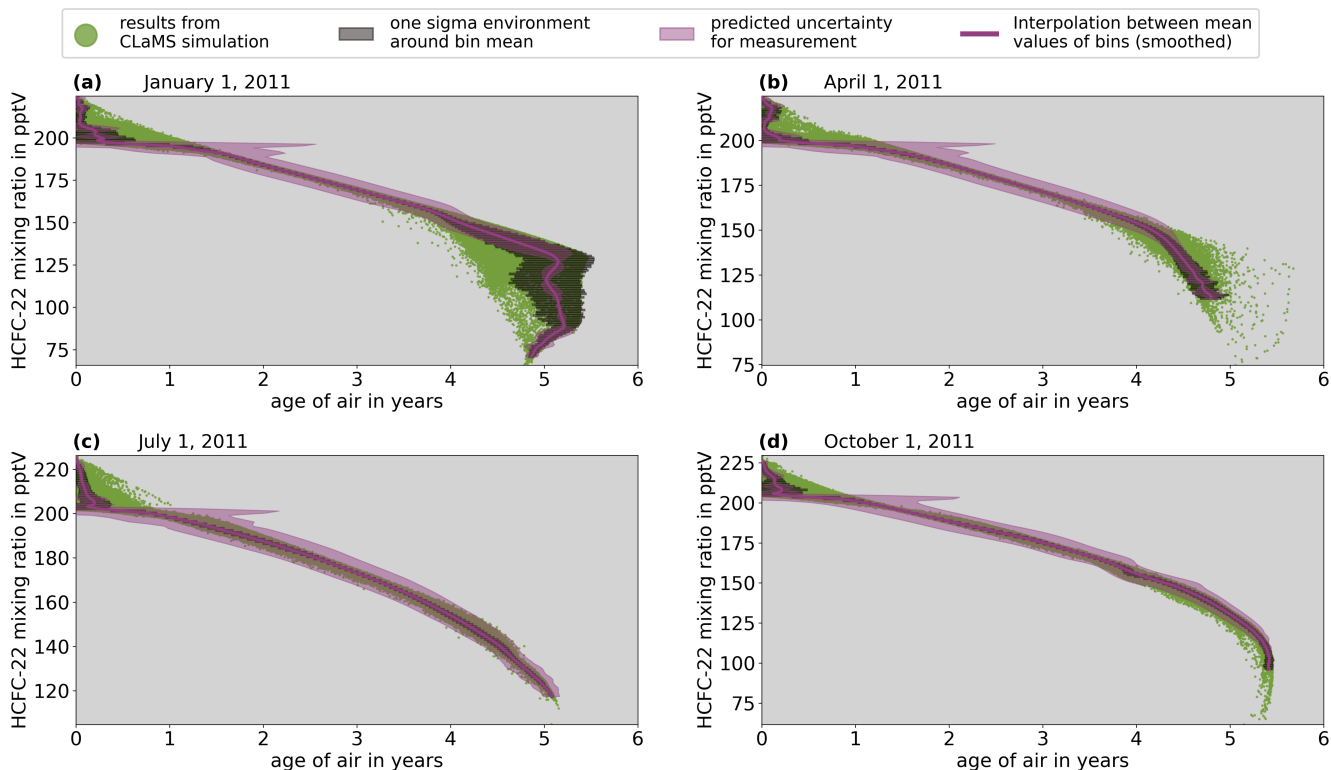 results from
CLaMS simulation
one sigma environment
around bin mean
predicted uncertainty
for measurement
Interpolation between mean
values of bins (smoothed)
(a) January 1, 2011
HCFC-22 mixing ratio in pptV
200
175
150
125
100
75
0 1 2 3 4 5 6
age of air in years
(b) April 1, 2011
HCFC-22 mixing ratio in pptV
200
175
150
125
100
75
0 1 2 3 4 5 6
age of air in years
(c) July 1, 2011
HCFC-22 mixing ratio in pptV
220
200
180
160
140
120
0 1 2 3 4 5 6
age of air in years
(d) October 1, 2011
HCFC-22 mixing ratio in pptV
225
200
175
150
125
100
75
0 1 2 3 4 5 6
age of air in years